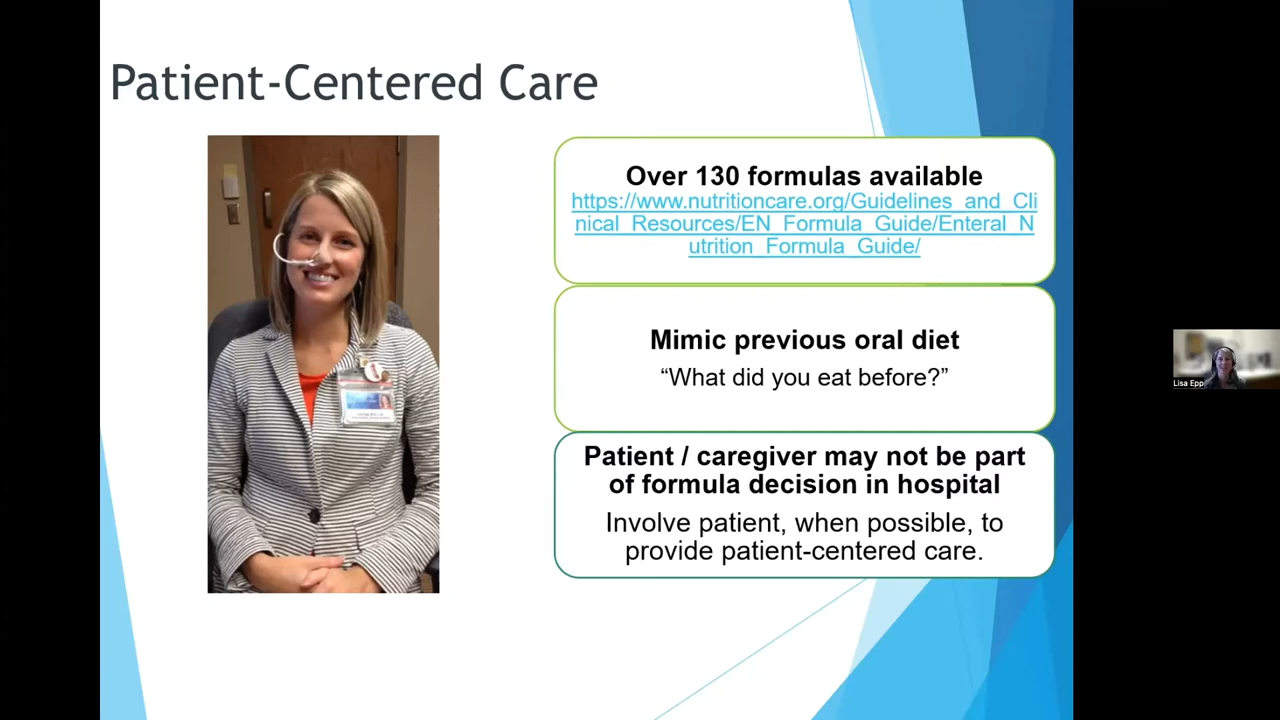 Patient-Centered Care
Over 130 formulas available
https://www.nutritioncare.org/Guidelines_and_Cli
nical_Resources/EN_Formula_Guide/Enteral_N
utrition_Formula_Guide/
Mimic previous oral diet
“What did you eat before?”
Patient / caregiver may not be part
of formula decision in hospital
Involve patient, when possible, to
provide patient-centered care.
Lisa Epp